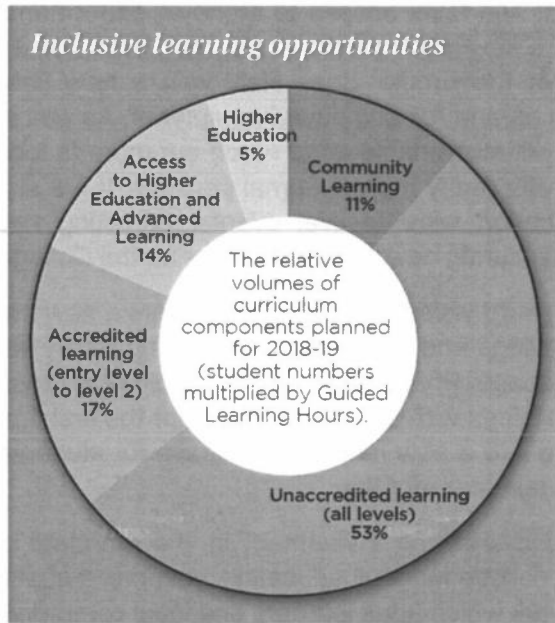 Inclusive learning opportunities
Higher
Education
5%
Community
Learning
11%
Access
to Higher
Education and
Advanced
Learning
14%
The relative
volumes of
curriculum
components planned
for 2018-19
(student numbers
multiplied by Guided
Learning Hours).
Accredited
learning
(entry level
to level 2)
17%
Unaccredited learning
(all levels)
53%